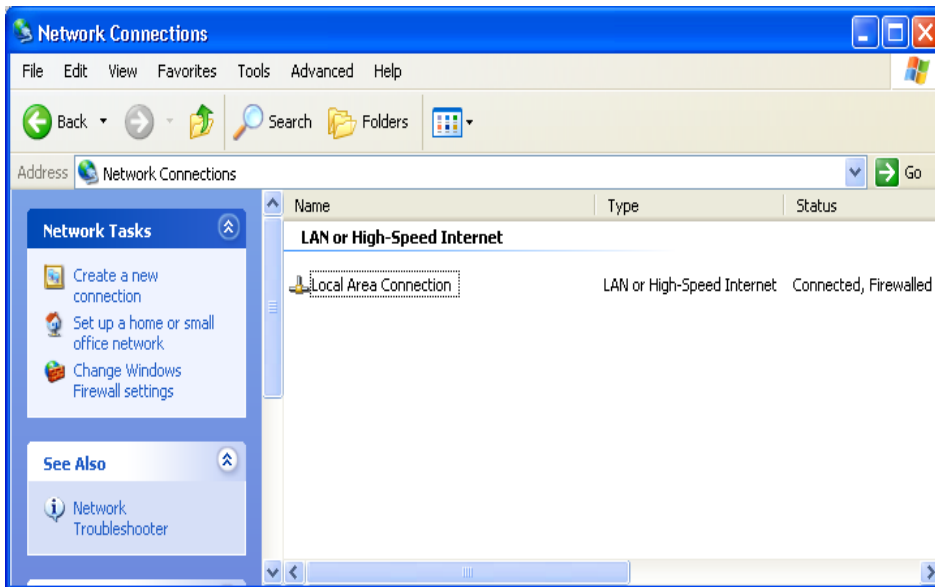 Network Connections
File Edit View Favorites Tools Advanced Help
Back Search Folders
Address Network Connections Go
Network Tasks
Create a new
connection
Set up a home or small
office network
Change Windows
Firewall settings
See Also
Network
Troubleshooter
Name Type Status
LAN or High-Speed Internet
Local Area Connection LAN or High-Speed Internet Connected, Firewalled